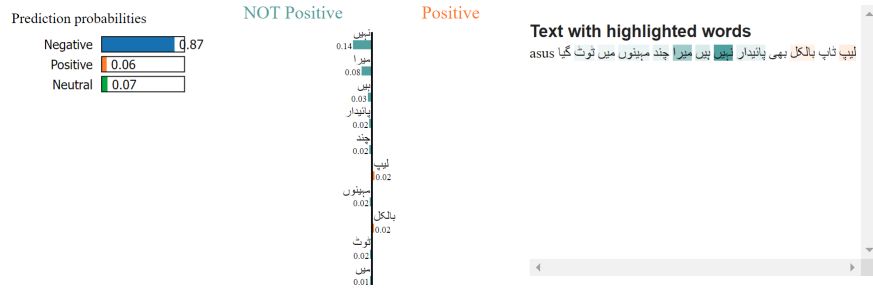 Prediction probabilities
Negative 0.87
Positive 0.06
Neutral 0.07
NOT Positive
Positive
نہیں
0.14
میرا
0.08
ہیں
0.03
پائیدار
0.02
چند
0.02
لیپ
0.02
مہینوں
0.02
بالکل
0.02
ٹوٹ
0.02
میں
0.01
Text with highlighted words
asus لیپ ٹاپ بالکل بھی پائیدار نہیں ہیں میرا چند مہینوں میں ٹوٹ گیا